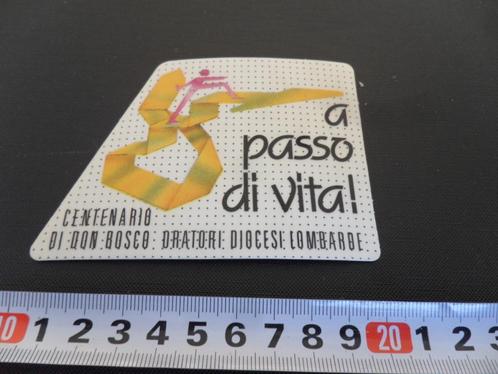 a
passo
di vita!
CENTENARIO
DI DON BOSCO ORATORI DIOCESI LOMBARDE
10 1 2 3 4 5 6 7 8 9 20 1 2 3